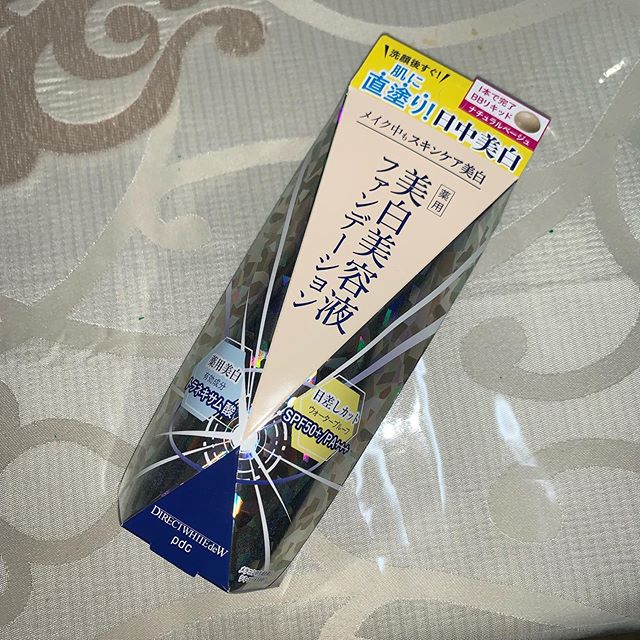 洗顔後すぐ!
肌に
直塗り!日中美白
1本で完了
BBリキッド
ナチュラルベージュ
メイク中もスキンケア美白
薬用
美白美容液
ファンデーション
薬用美白
有効成分
トラネキサム酸
日差しカット
ウォータープルーフ
SPF50+/PA++++
DIRECT WHITE deW
pdc